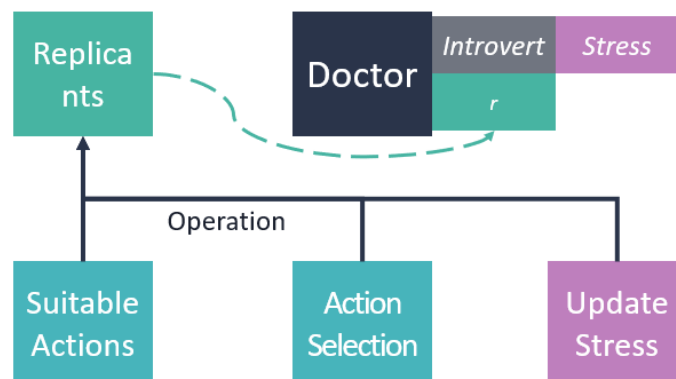 Replica
nts
Doctor
Introvert
Stress
r
Operation
Suitable
Actions
Action
Selection
Update
Stress